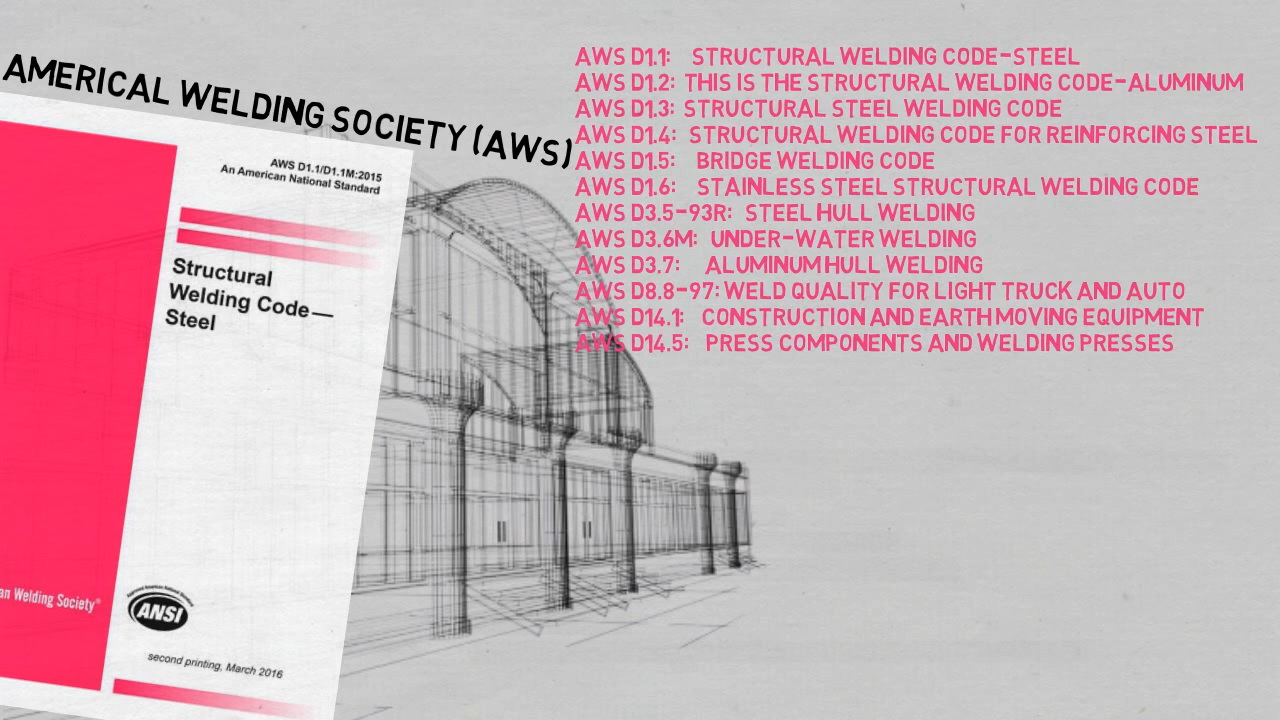 AMERICAL WELDING SOCIETY (AWS)
AWS D1.1/D1.1M:2015
An American National Standard
Structural
Welding Code—
Steel
an Welding Society®
ANSI
second printing, March 2016
AWS D1.1: STRUCTURAL WELDING CODE-STEEL
AWS D1.2: THIS IS THE STRUCTURAL WELDING CODE-ALUMINUM
AWS D1.3: STRUCTURAL STEEL WELDING CODE
AWS D1.4: STRUCTURAL WELDING CODE FOR REINFORCING STEEL
AWS D1.5: BRIDGE WELDING CODE
AWS D1.6: STAINLESS STEEL STRUCTURAL WELDING CODE
AWS D3.5-93R: STEEL HULL WELDING
AWS D3.6M: UNDER-WATER WELDING
AWS D3.7: ALUMINUM HULL WELDING
AWS D8.8-97: WELD QUALITY FOR LIGHT TRUCK AND AUTO
AWS D14.1: CONSTRUCTION AND EARTH MOVING EQUIPMENT
AWS D14.5: PRESS COMPONENTS AND WELDING PRESSES